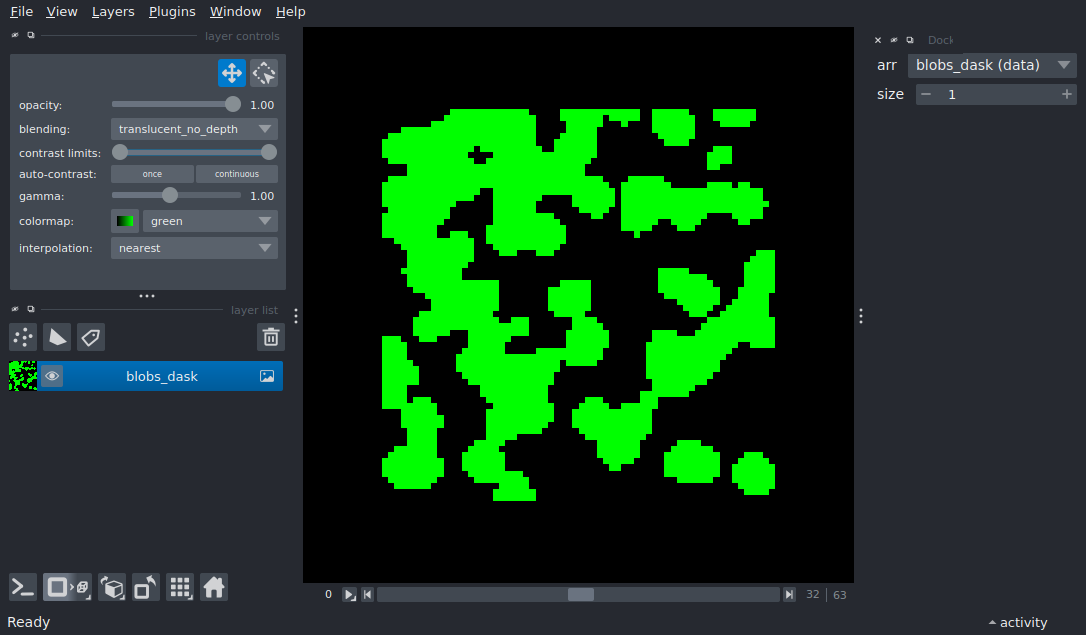 File View Layers Plugins Window Help
layer controls
opacity: 1.00
blending: translucent_no_depth
contrast limits:
auto-contrast: once continuous
gamma: 1.00
colormap: green
interpolation: nearest
layer list
blobs_dask
Dock
arr blobs_dask (data)
size 1
0 32 63
Ready
activity